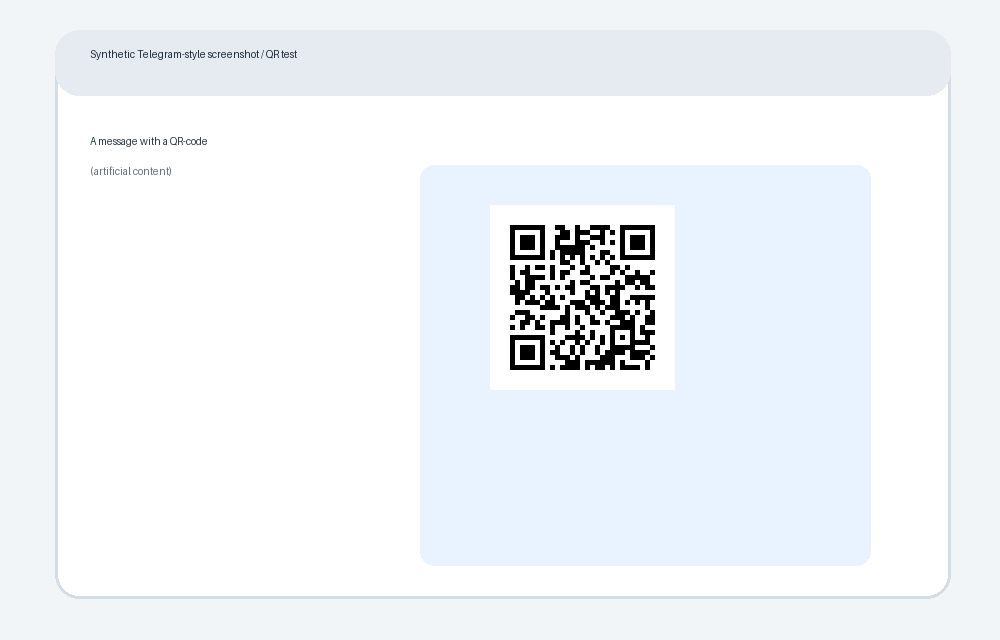 Synthetic Telegram-style screenshot / QR test
A message with a QR-code
(artificial content)